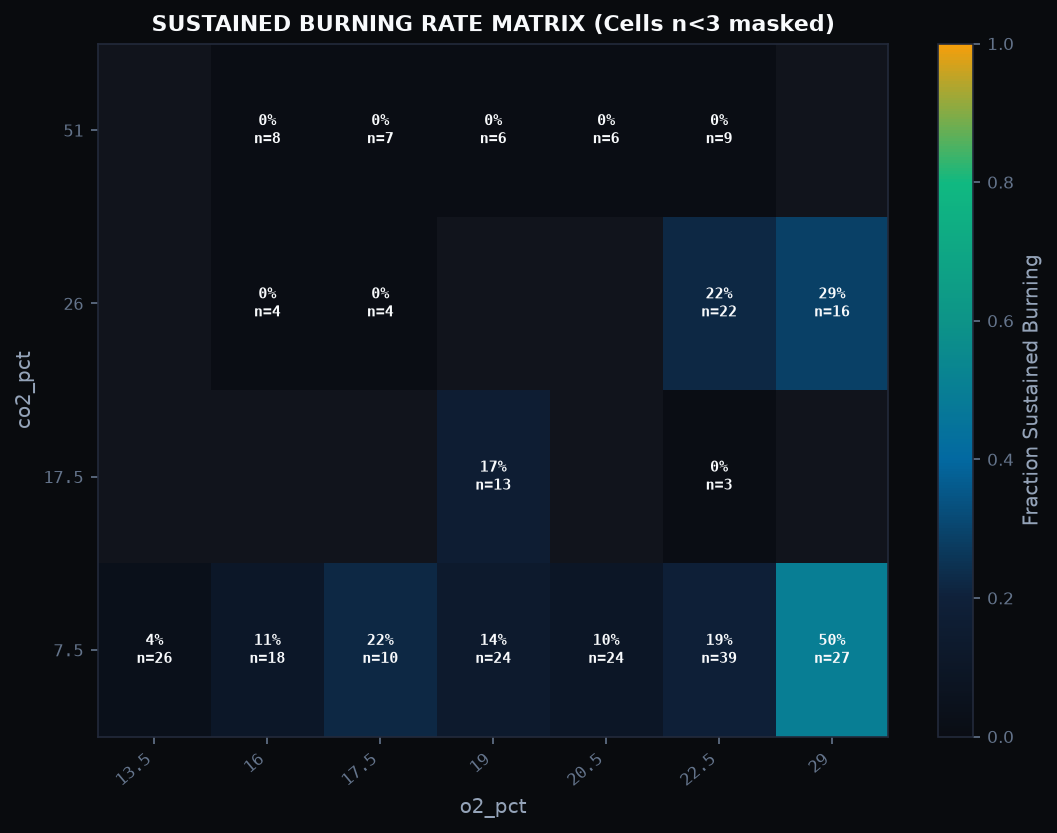 SUSTAINED BURNING RATE MATRIX (Cells n<3 masked)
51
0%
n=8
0%
n=7
0%
n=6
0%
n=6
0%
n=9
26
0%
n=4
0%
n=4
22%
n=22
29%
n=16
17.5
17%
n=13
0%
n=3
7.5
4%
n=26
11%
n=18
22%
n=10
14%
n=24
10%
n=24
19%
n=39
50%
n=27
co2_pct
13.5
16
17.5
19
20.5
22.5
29
o2_pct
1.0
0.8
0.6
0.4
0.2
0.0
Fraction Sustained Burning